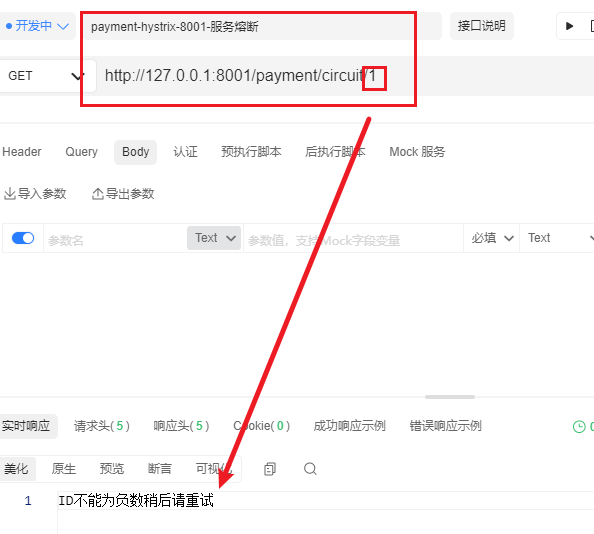 开发中 payment-hystrix-8001-服务熔断 接口说明
GET http://127.0.0.1:8001/payment/circuit/1
Header Query Body 认证 预执行脚本 后执行脚本 Mock 服务
导入参数 导出参数
参数名 Text 参数值，支持Mock字段变量 必填 Text
实时响应 请求头(5) 响应头(5) Cookie(0) 成功响应示例 错误响应示例
美化 原生 预览 断言 可视化
1 ID不能为负数稍后请重试